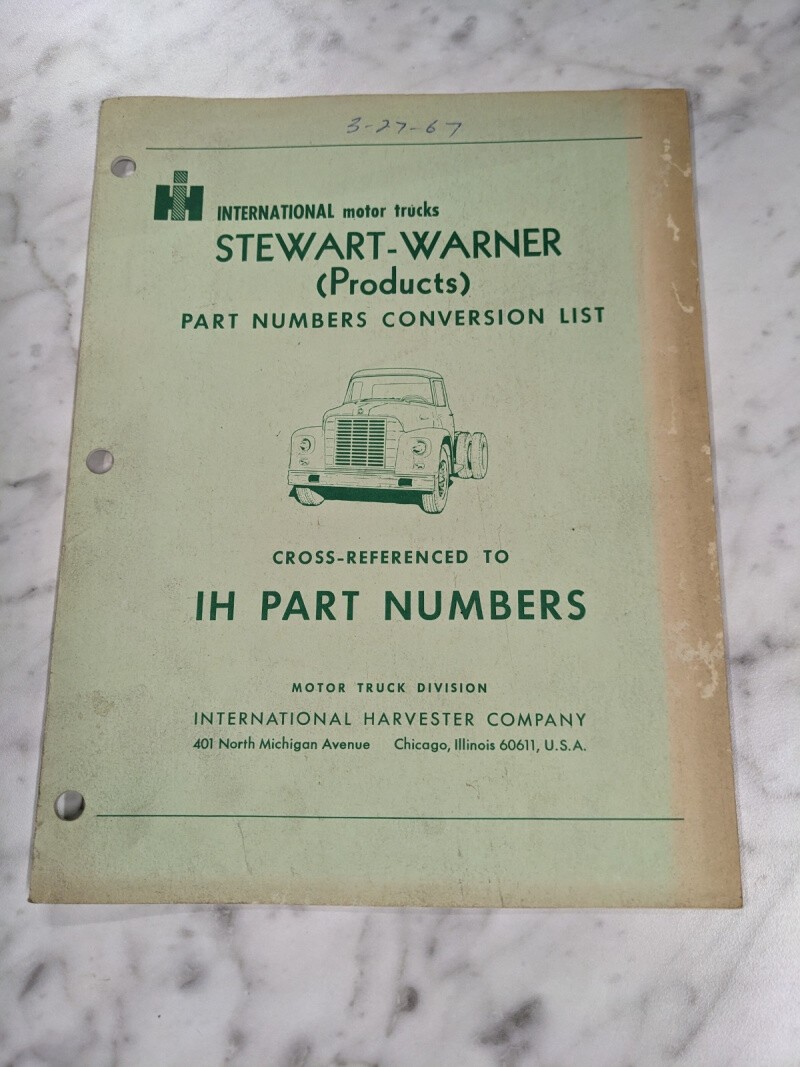 3-27-67
IH INTERNATIONAL motor trucks
STEWART-WARNER
(Products)
PART NUMBERS CONVERSION LIST
CROSS-REFERENCED TO
IH PART NUMBERS
MOTOR TRUCK DIVISION
INTERNATIONAL HARVESTER COMPANY
401 North Michigan Avenue Chicago, Illinois 60611, U.S.A.